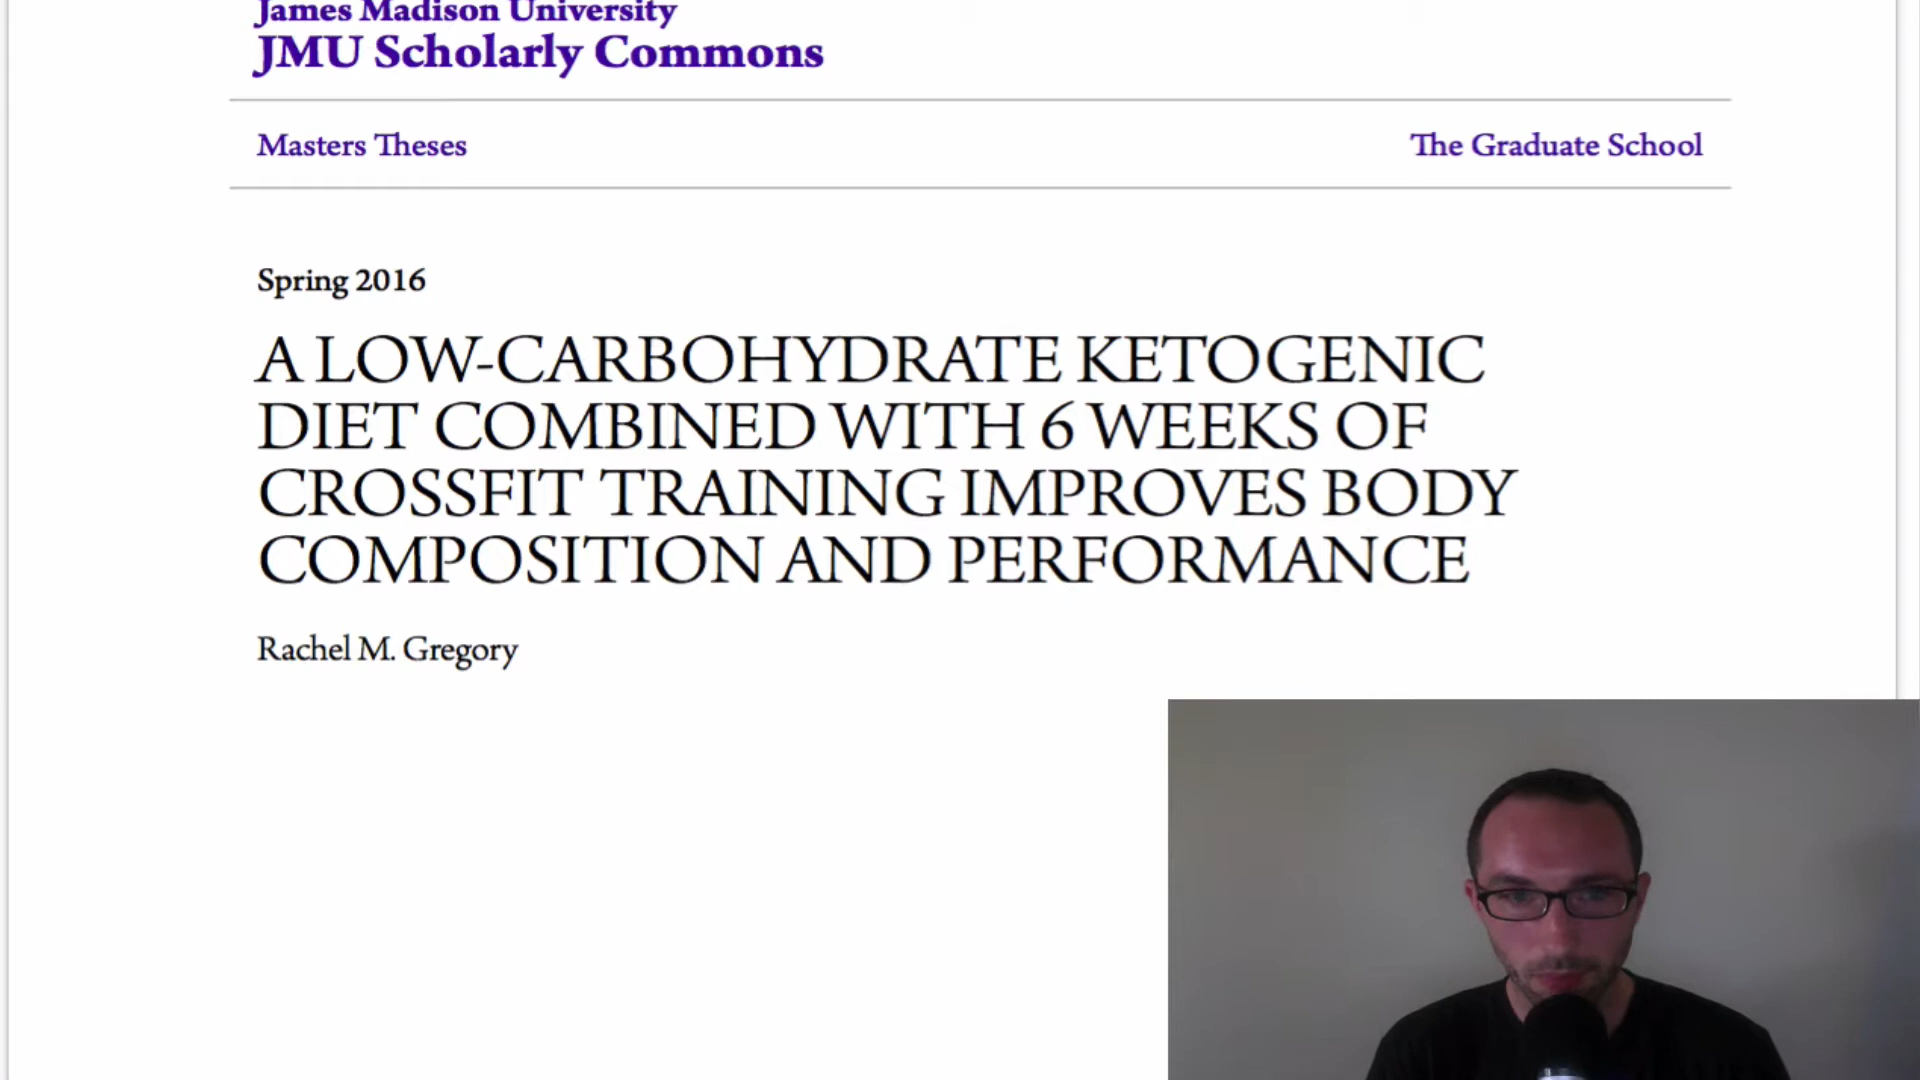 James Madison University
JMU Scholarly Commons
Masters Theses
The Graduate School
Spring 2016
A LOW-CARBOHYDRATE KETOGENIC
DIET COMBINED WITH 6 WEEKS OF
CROSSFIT TRAINING IMPROVES BODY
COMPOSITION AND PERFORMANCE
Rachel M. Gregory